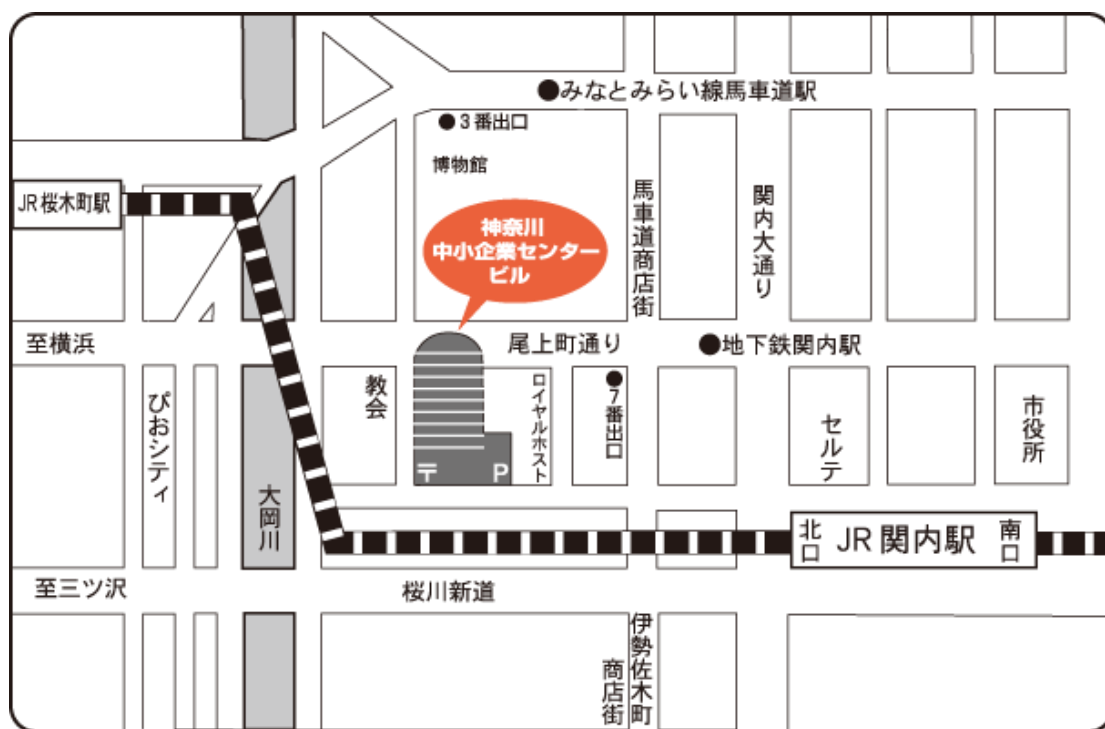 ●みなとみらい線馬車道駅
●3番出口
博物館
JR桜木町駅
神奈川
中小企業センター
ビル
馬車道商店街
関内大通り
至横浜
尾上町通り
●地下鉄関内駅
ぴおシティ
教会
ロイヤルホスト
●7番出口
セルテ
市役所
〒
P
大岡川
北口
JR関内駅
南口
至三ツ沢
桜川新道
伊勢佐木町
商店街